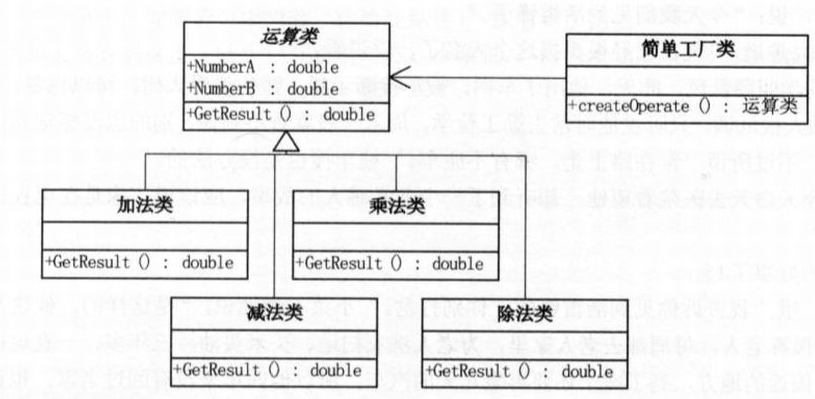 运算类
+NumberA : double
+NumberB : double
+GetResult () : double
简单工厂类
+createOperate () : 运算类
加法类
+GetResult () : double
乘法类
+GetResult () : double
减法类
+GetResult () : double
除法类
+GetResult () : double